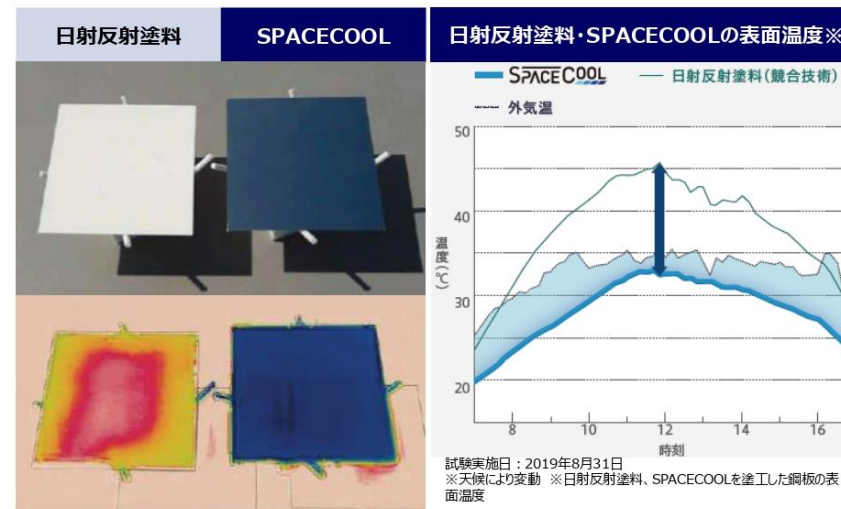 日射反射塗料
SPACECOOL
日射反射塗料・SPACECOOLの表面温度※
SPACECOOL
日射反射塗料(競合技術)
外気温
50
40
30
20
温度(℃)
8
10
12
14
16
時刻
試験実施日：2019年8月31日
※天候により変動 ※日射反射塗料、SPACECOOLを塗工した鋼板の表
面温度